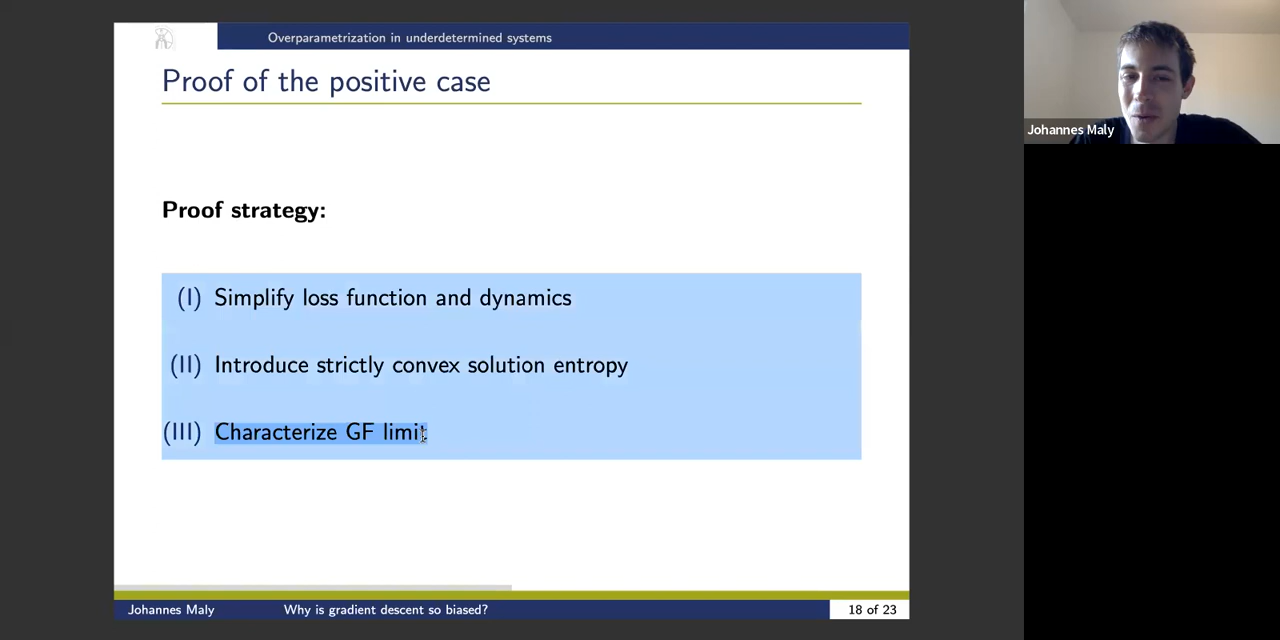 Overparametrization in underdetermined systems
Proof of the positive case
Johannes Maly
Proof strategy:
(I) Simplify loss function and dynamics
(II) Introduce strictly convex solution entropy
(III) Characterize GF limit
Johannes Maly Why is gradient descent so biased? 18 of 23